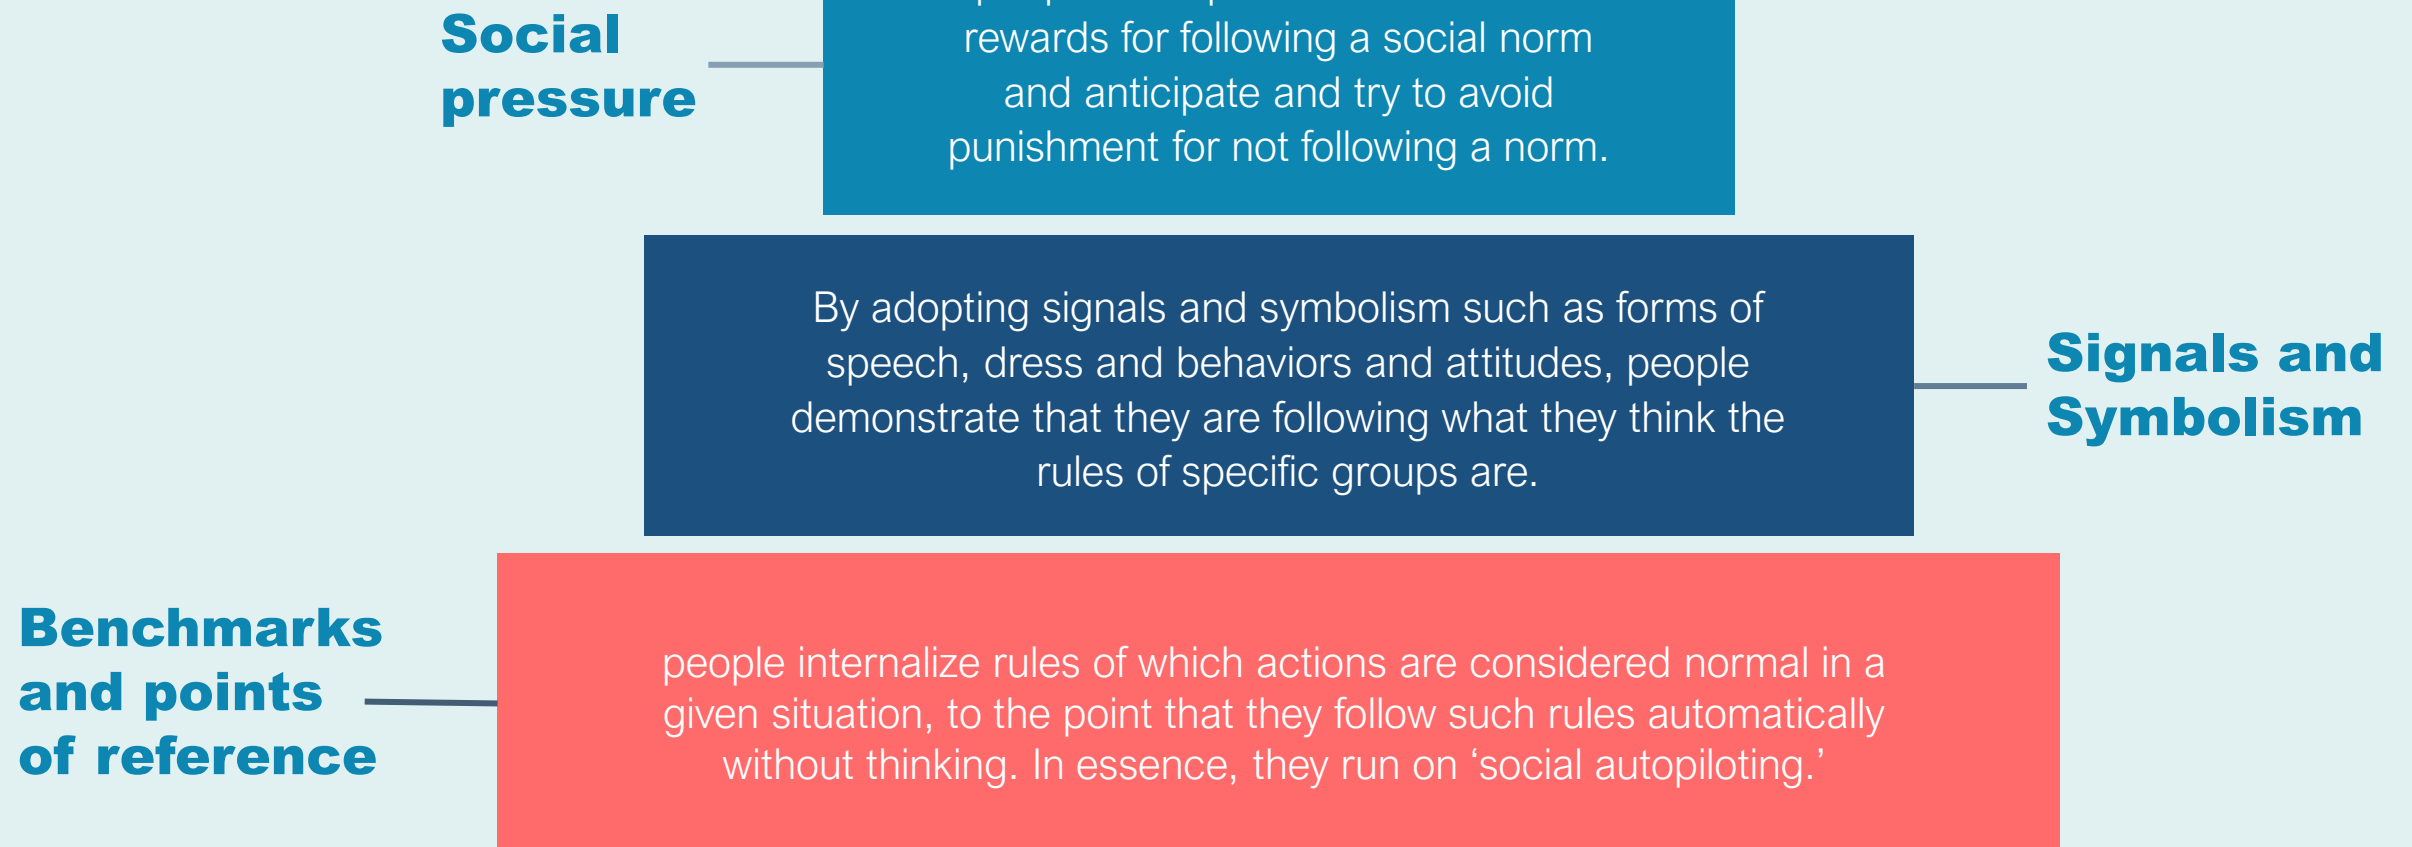 Social
pressure
rewards for following a social norm
and anticipate and try to avoid
punishment for not following a norm.
By adopting signals and symbolism such as forms of
speech, dress and behaviors and attitudes, people
demonstrate that they are following what they think the
rules of specific groups are.
Signals and
Symbolism
Benchmarks
and points
of reference
people internalize rules of which actions are considered normal in a
given situation, to the point that they follow such rules automatically
without thinking. In essence, they run on ‘social autopiloting.’